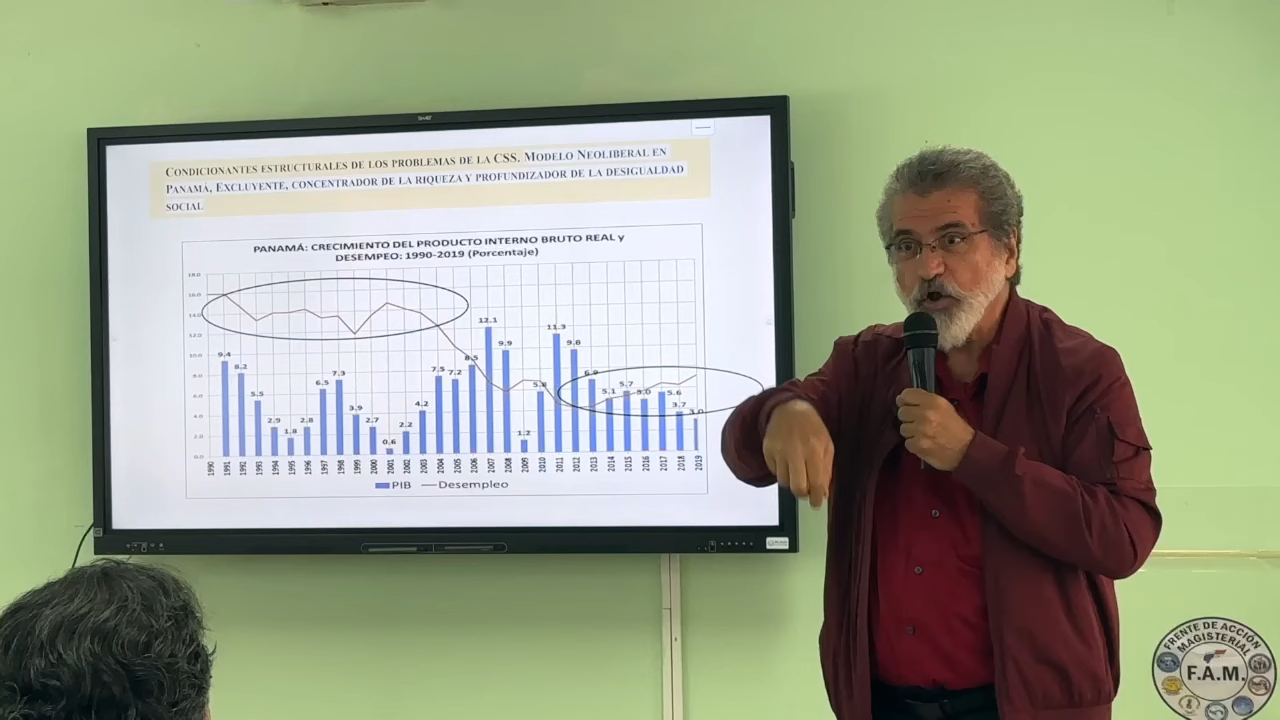 SMART
CONDICIONANTES ESTRUCTURALES DE LOS PROBLEMAS DE LA CSS. MODELO NEOLIBERAL EN
PANAMÁ, EXCLUYENTE, CONCENTRADOR DE LA RIQUEZA Y PROFUNDIZADOR DE LA DESIGUALDAD
SOCIAL
PANAMÁ: CRECIMIENTO DEL PRODUCTO INTERNO BRUTO REAL y
DESEMPEO: 1990-2019 (Porcentaje)
18.0
16.0
14.0
12.0
10.0
8.0
6.0
4.0
2.0
0.0
9.4 8.2 5.5 2.9 1.8 2.8 6.5 7.3 3.9 2.7 0.6 2.2 4.2 7.5 7.2 8.5 12.1 9.9 1.2 5.8 11.3 9.8 6.9 5.1 5.7 5.0 5.6 3.7 3.0
1990 1991 1992 1993 1994 1995 1996 1997 1998 1999 2000 2001 2002 2003 2004 2005 2006 2007 2008 2009 2010 2011 2012 2013 2014 2015 2016 2017 2018 2019
PIB Desempleo
FRENTE DE ACCIÓN
MAGISTERIAL
F.A.M.